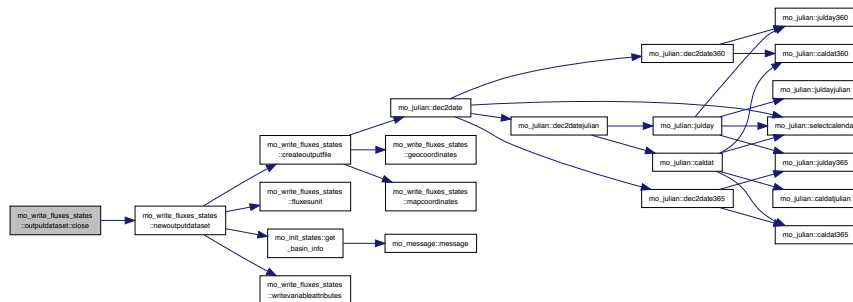 mo_write_fluxes_states
::outputdataset::close
mo_write_fluxes_states
::newoutputdataset
mo_write_fluxes_states
::createoutputfile
mo_write_fluxes_states
::fluxesunit
mo_init_states::get
_basin_info
mo_write_fluxes_states
::writevariableattributes
mo_julian::dec2date
mo_write_fluxes_states
::geocoordinates
mo_write_fluxes_states
::mapcoordinates
mo_message::message
mo_julian::dec2datejulian
mo_julian::dec2date360
mo_julian::julday
mo_julian::caldat
mo_julian::dec2date365
mo_julian::julday360
mo_julian::caldat360
mo_julian::juldayjulian
mo_julian::selectcalendar
mo_julian::julday365
mo_julian::caldatjulian
mo_julian::caldat365